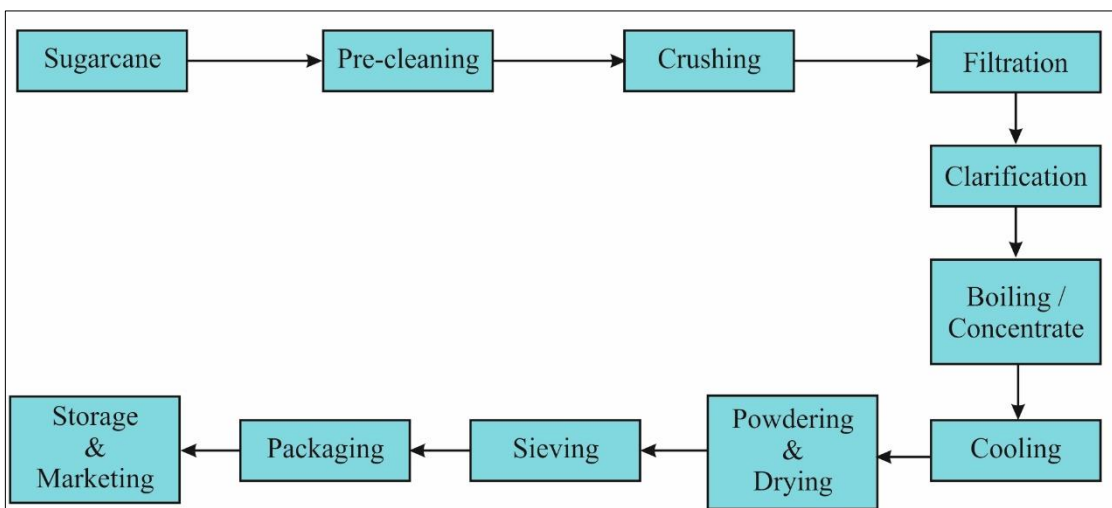 Sugarcane
Pre-cleaning
Crushing
Filtration
Clarification
Boiling /
Concentrate
Cooling
Powdering
&
Drying
Sieving
Packaging
Storage
&
Marketing